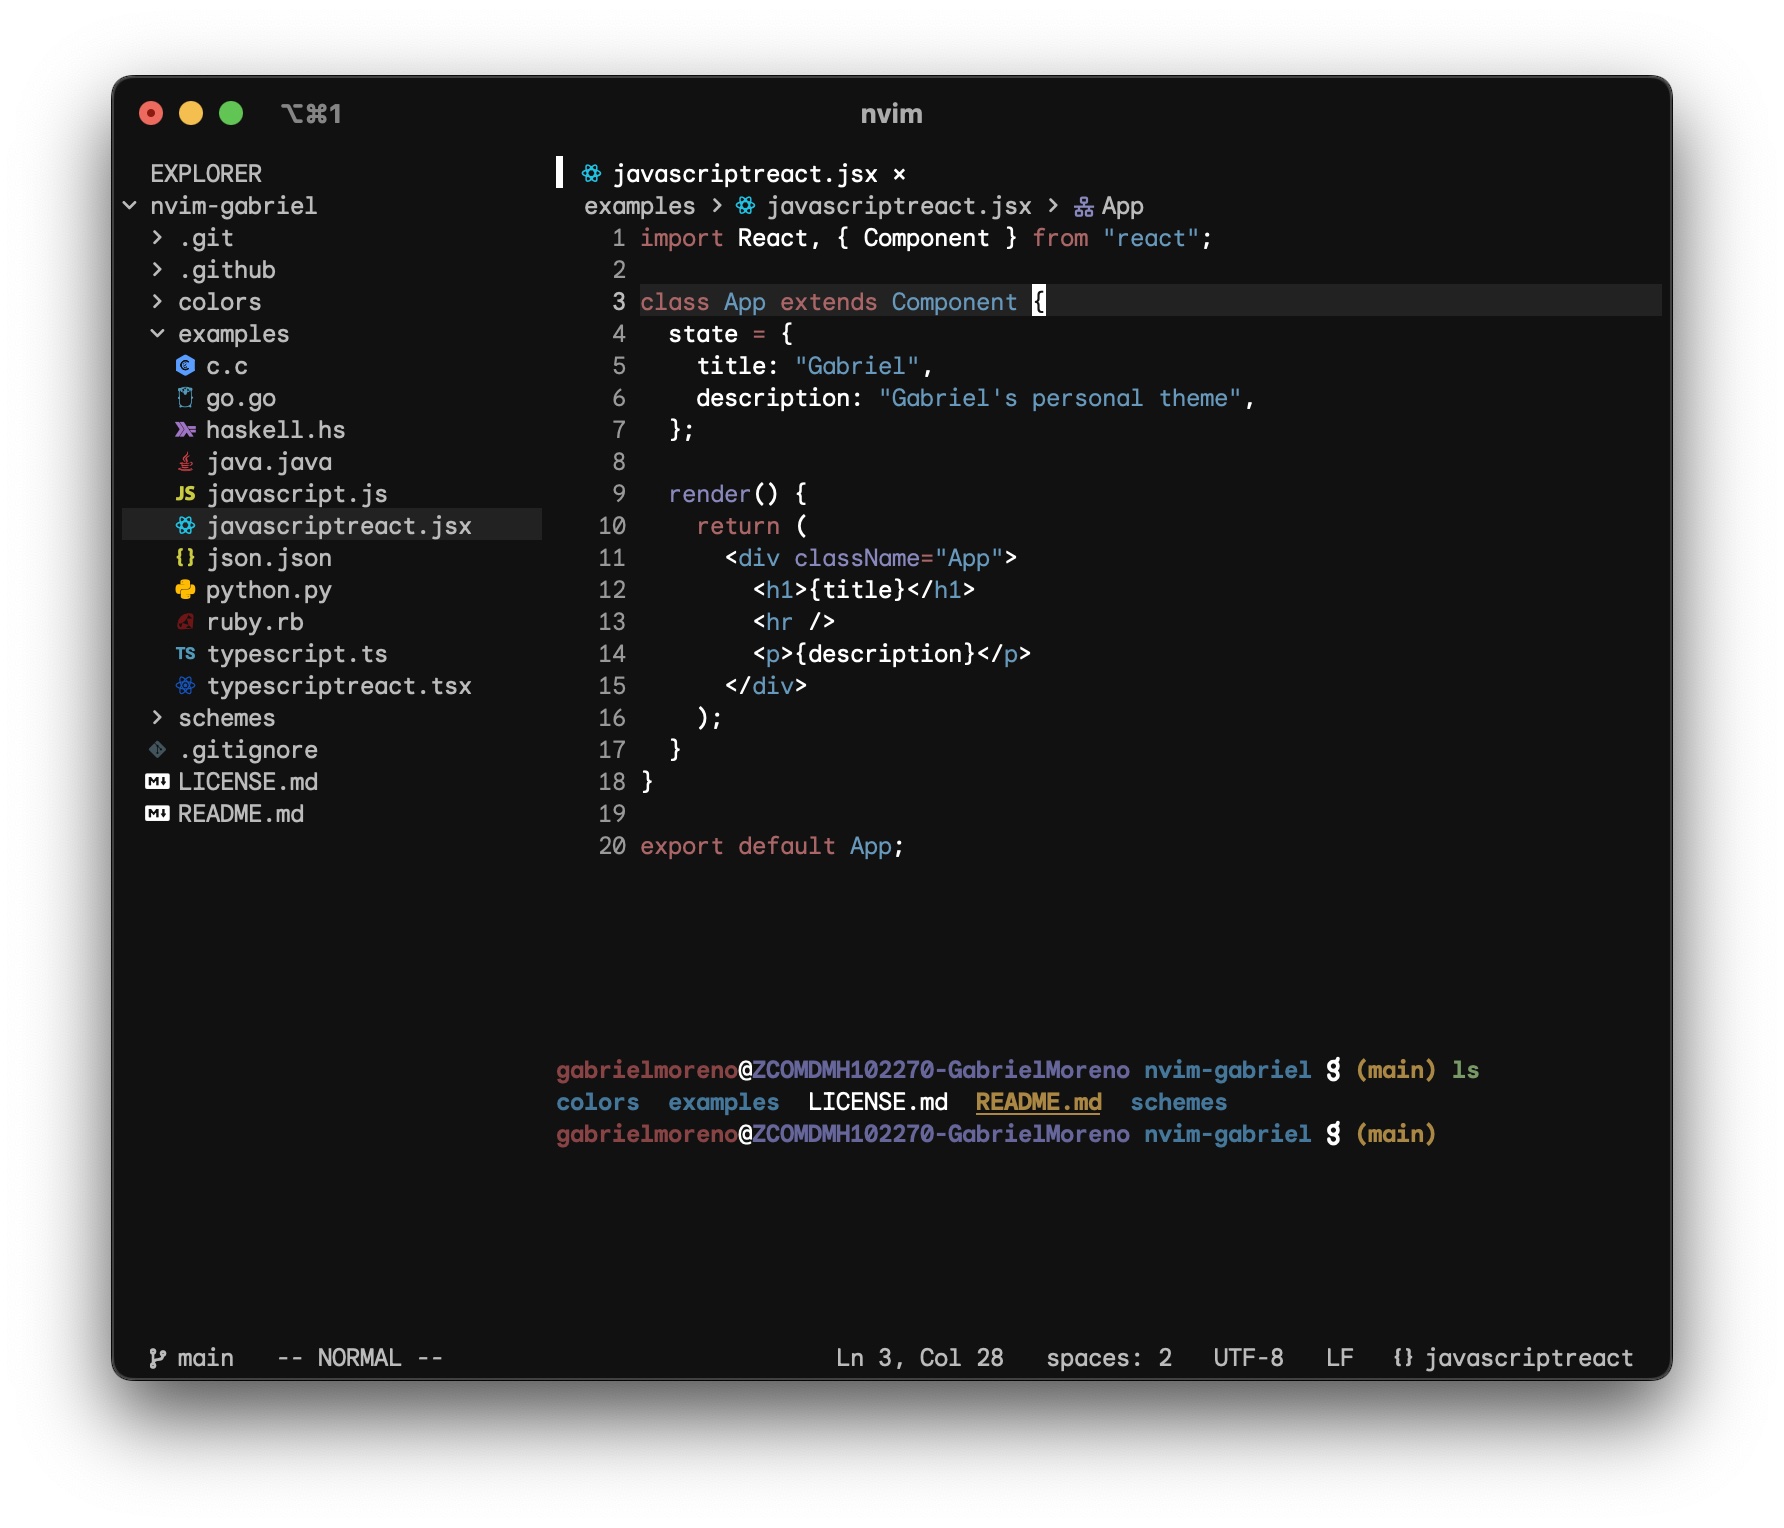 ⌥⌘1 nvim
EXPLORER
nvim-gabriel
.git
.github
colors
examples
c.c
go.go
haskell.hs
java.java
JS javascript.js
javascriptreact.jsx
{} json.json
python.py
ruby.rb
TS typescript.ts
typescriptreact.tsx
schemes
.gitignore
M↓ LICENSE.md
M↓ README.md
javascriptreact.jsx ×
examples > javascriptreact.jsx > App
1 import React, { Component } from "react";
2
3 class App extends Component {
4   state = {
5     title: "Gabriel",
6     description: "Gabriel's personal theme",
7   };
8
9   render() {
10     return (
11       <div className="App">
12         <h1>{title}</h1>
13         <hr />
14         <p>{description}</p>
15       </div>
16     );
17   }
18 }
19
20 export default App;
gabrielmoreno@ZCOMDMH102270-GabrielMoreno nvim-gabriel g (main) ls
colors  examples  LICENSE.md  README.md  schemes
gabrielmoreno@ZCOMDMH102270-GabrielMoreno nvim-gabriel g (main)
main   -- NORMAL --   Ln 3, Col 28   spaces: 2   UTF-8   LF   {} javascriptreact